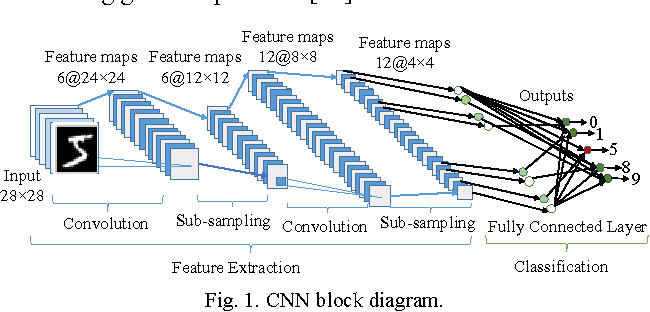 Feature maps
6@24×24
Feature maps
6@12×12
Feature maps
12@8×8
Feature maps
12@4×4
Outputs
0
1
5
8
9
Input
28×28
Convolution
Sub-sampling
Convolution
Sub-sampling
Fully Connected Layer
Feature Extraction
Classification
Fig. 1. CNN block diagram.